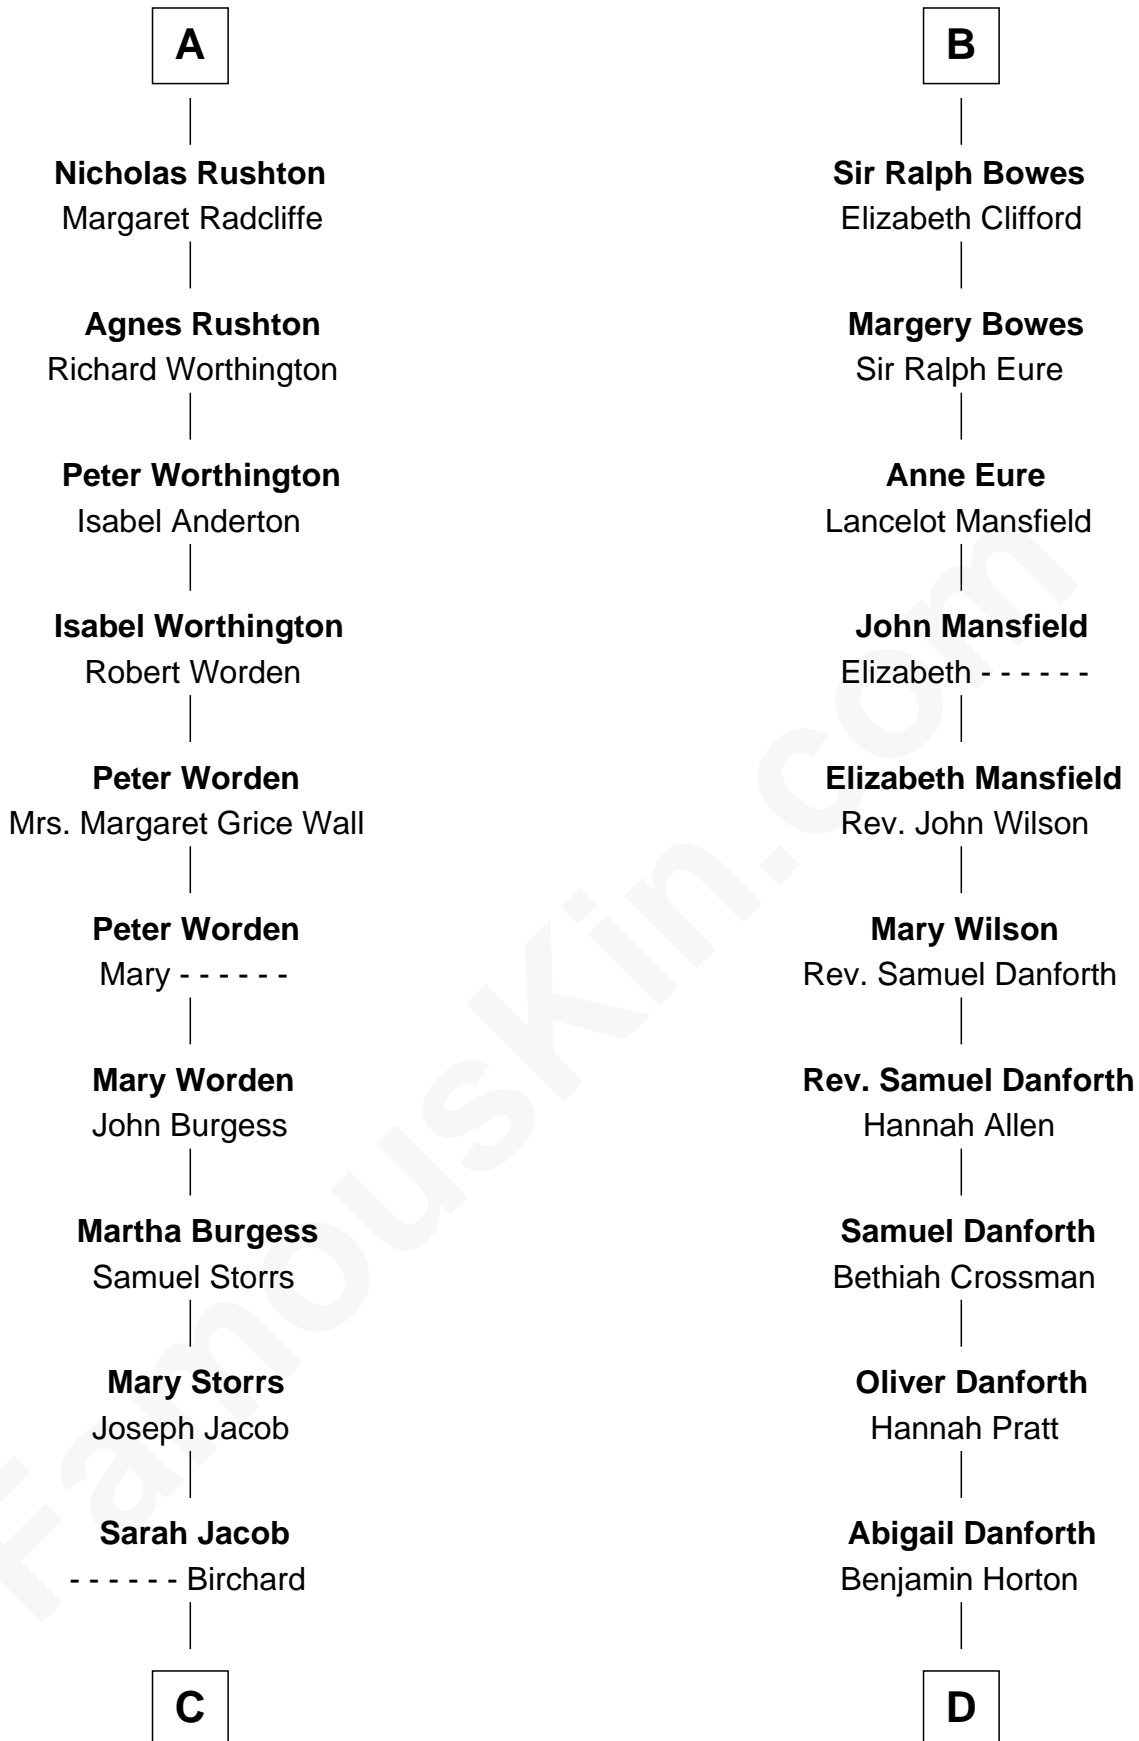 A
Nicholas Rushton
Margaret Radcliffe
Agnes Rushton
Richard Worthington
Peter Worthington
Isabel Anderton
Isabel Worthington
Robert Worden
Peter Worden
Mrs. Margaret Grice Wall
Peter Worden
Mary - - - - - -
Mary Worden
John Burgess
Martha Burgess
Samuel Storrs
Mary Storrs
Joseph Jacob
Sarah Jacob
- - - - - - Birchard
C
B
Sir Ralph Bowes
Elizabeth Clifford
Margery Bowes
Sir Ralph Eure
Anne Eure
Lancelot Mansfield
John Mansfield
Elizabeth - - - - - -
Elizabeth Mansfield
Rev. John Wilson
Mary Wilson
Rev. Samuel Danforth
Rev. Samuel Danforth
Hannah Allen
Samuel Danforth
Bethiah Crossman
Oliver Danforth
Hannah Pratt
Abigail Danforth
Benjamin Horton
D
FamousKin.com